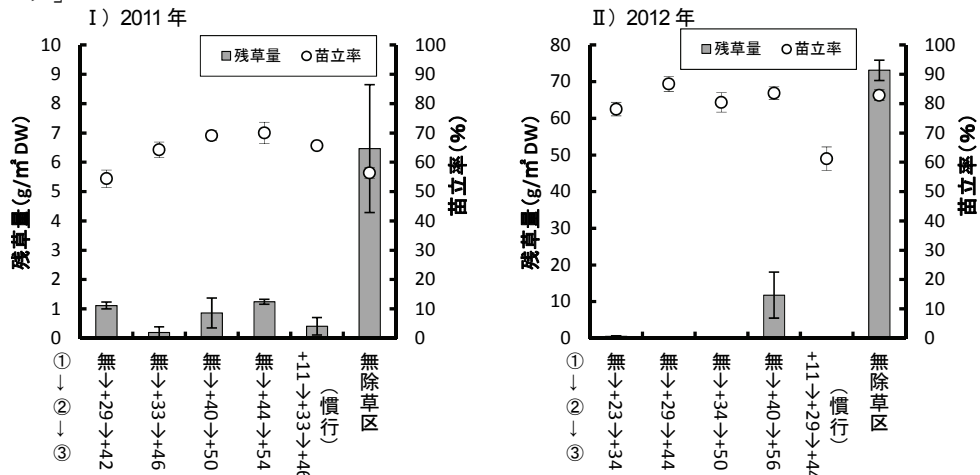 Ⅰ）2011 年
残草量 苗立率
残草量(g/㎡ DW)
10
9
8
7
6
5
4
3
2
1
0
苗立率(%)
100
90
80
70
60
50
40
30
20
10
0
①→②→③
無→+29→+42
無→+33→+46
無→+40→+50
無→+44→+54
+11→+33→+46
（慣行）
無除草区
Ⅱ）2012 年
残草量 苗立率
残草量(g/㎡ DW)
80
70
60
50
40
30
20
10
0
苗立率(%)
100
90
80
70
60
50
40
30
20
10
0
①→②→③
無→+23→+34
無→+29→+44
無→+34→+50
無→+40→+56
+11→+29→+44
（慣行）
無除草区